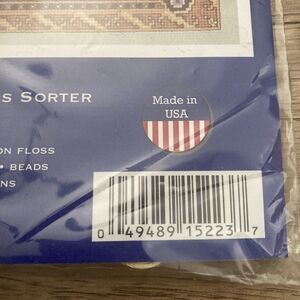 S SORTER
Made in
USA
ON FLOSS
• BEADS
NS
0 49489 15223 7